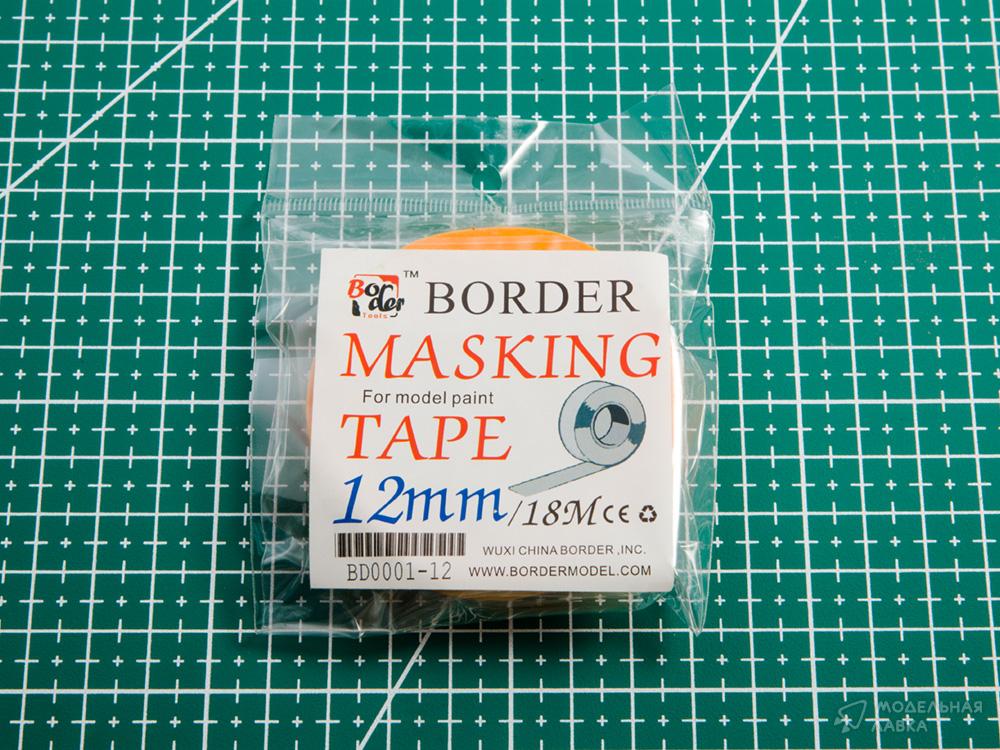 Border TM
Tools
BORDER
MASKING
For model paint
TAPE
12mm/18M CE
WUXI CHINA BORDER ,INC.
BD0001-12 WWW.BORDERMODEL.COM
МОДЕЛЬНАЯ
ЛАВКА